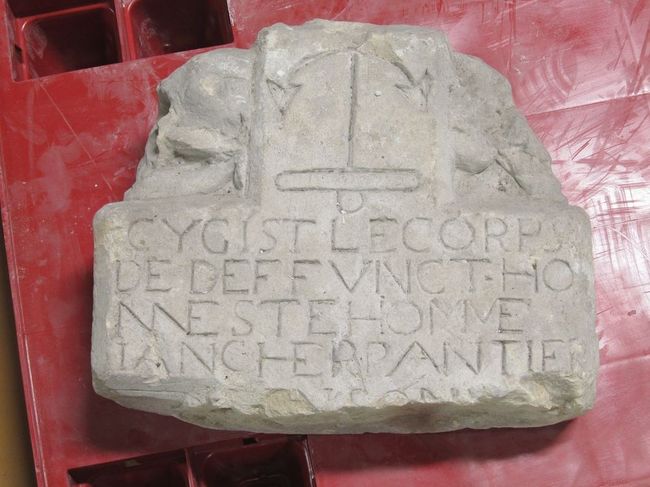 CY GIST LE CORPS
DE DEFFVNCT·HO
NNESTE HOMME
IAN CHERPANTIER